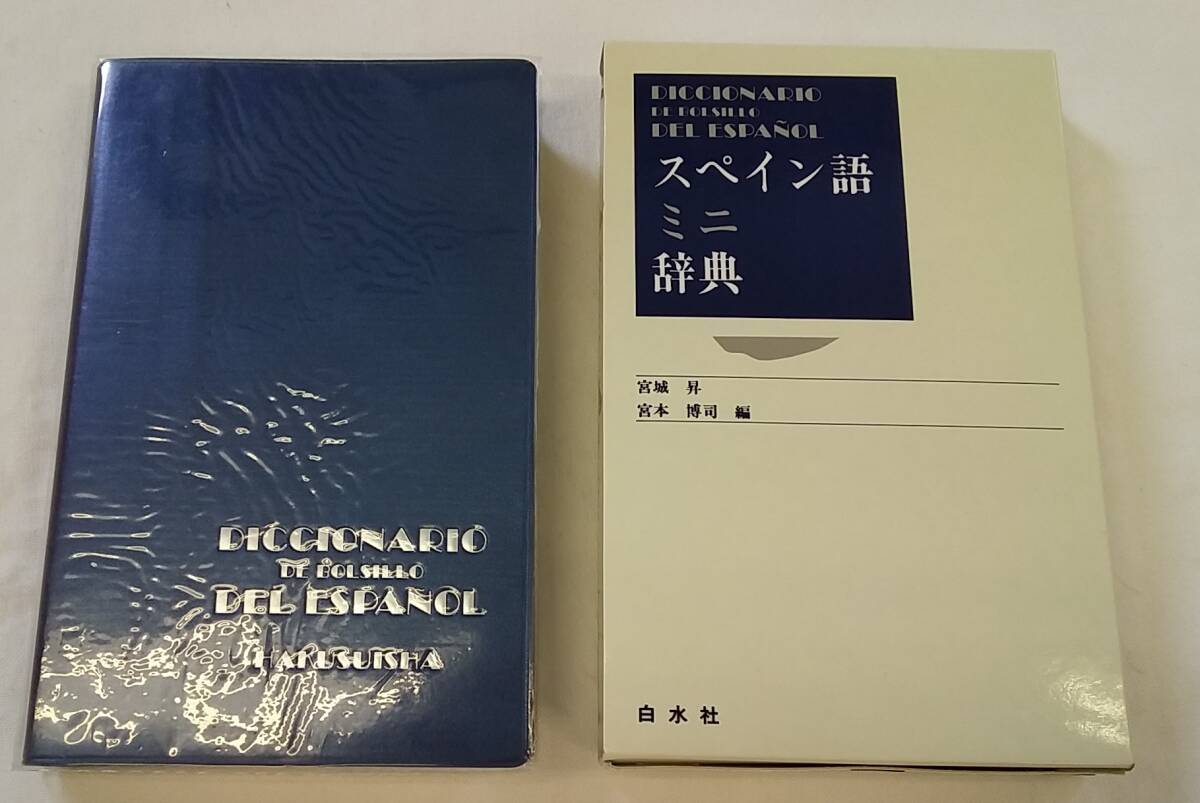 DICCIONARIO
DE BOLSILLO
DEL ESPAÑOL
HAKUSUISHA
DICCIONARIO
DE BOLSILLO
DEL ESPAÑOL
スペイン語
ミニ
辞典
宮城 昇
宮本 博司 編
白水社